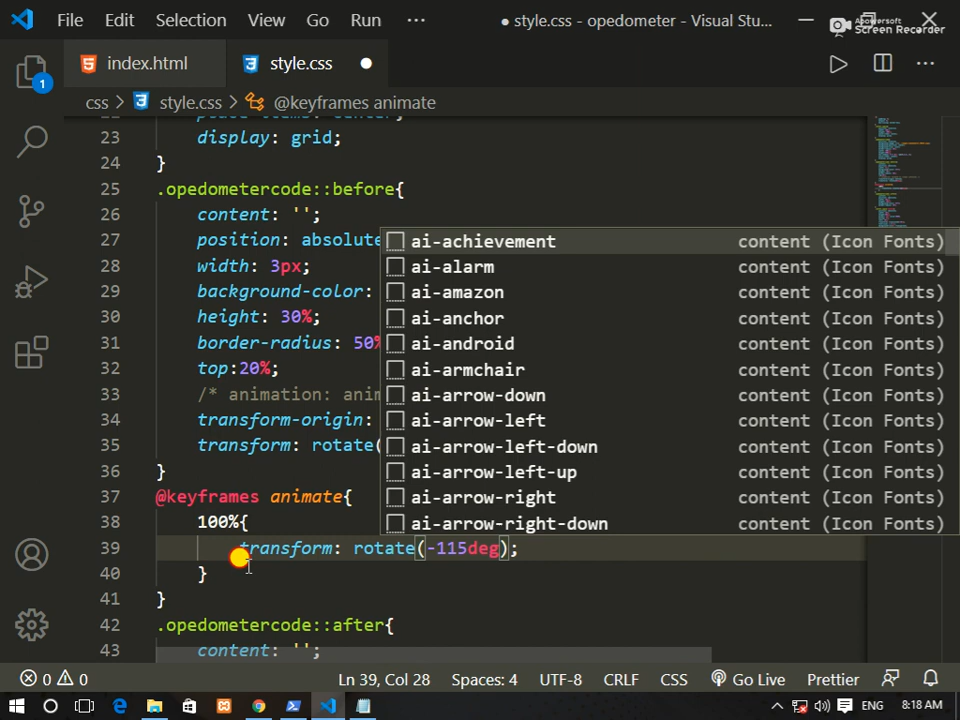 File Edit Selection View Go Run ··· ● style.css - opedometer - Visual Stu...
Apowersoft
Screen Recorder
index.html style.css ●
css > style.css > @keyframes animate
23 display: grid;
24 }
25 .opedometercode::before{
26 content: '';
27 position: absolute
28 width: 3px;
29 background-color:
30 height: 30%;
31 border-radius: 50%
32 top:20%;
33 /* animation: anim
34 transform-origin:
35 transform: rotate(
36 }
37 @keyframes animate{
38 100%{
39 transform: rotate(-115deg);
40 }
41 }
42 .opedometercode::after{
43 content: '';
ai-achievement content (Icon Fonts)
ai-alarm content (Icon Fonts)
ai-amazon content (Icon Fonts)
ai-anchor content (Icon Fonts)
ai-android content (Icon Fonts)
ai-armchair content (Icon Fonts)
ai-arrow-down content (Icon Fonts)
ai-arrow-left content (Icon Fonts)
ai-arrow-left-down content (Icon Fonts)
ai-arrow-left-up content (Icon Fonts)
ai-arrow-right content (Icon Fonts)
ai-arrow-right-down content (Icon Fonts)
1
0 0 Ln 39, Col 28 Spaces: 4 UTF-8 CRLF CSS Go Live Prettier
ENG 8:18 AM